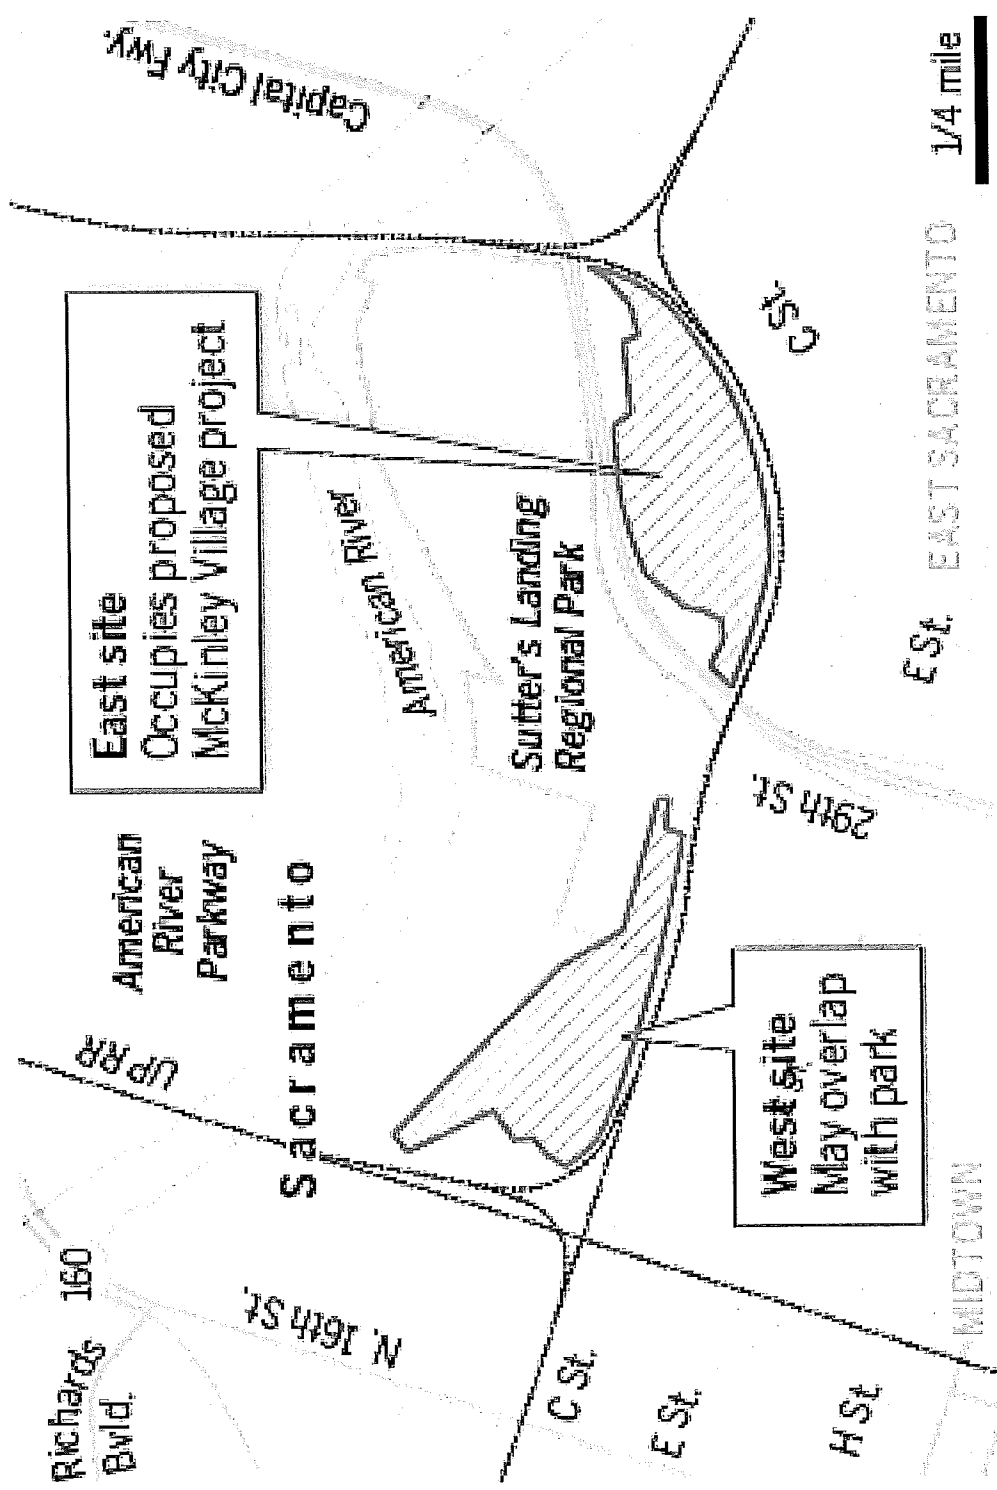 Capital City Fwy.
East site
Occupies proposed
McKinley Village project
American River
Sutter's Landing
Regional Park
American
River
Parkway
Sacramento
UP RR
160
Richards
Bvld.
N. 16th St.
C St.
E St.
H St.
29th St.
E St.
C St.
West site
May overlap
with park
MIDTOWN
EAST SACRAMENTO
1/4 mile